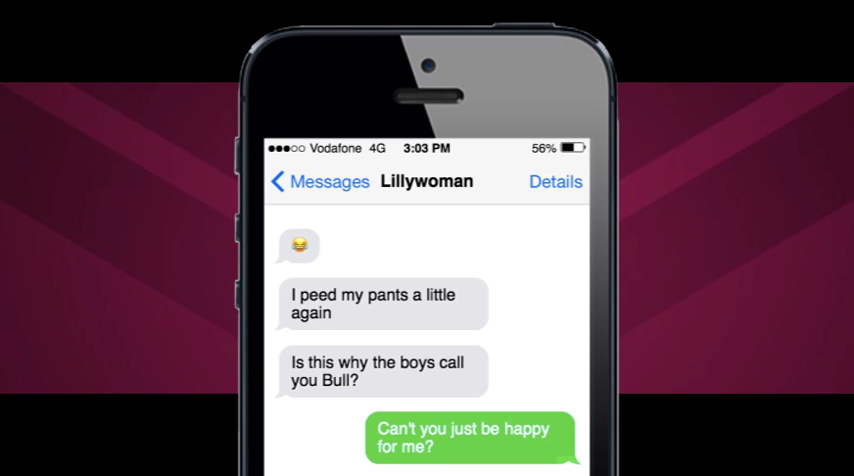 Vodafone 4G 3:03 PM 56%
Messages Lillywoman Details
😂
I peed my pants a little
again
Is this why the boys call
you Bull?
Can't you just be happy
for me?